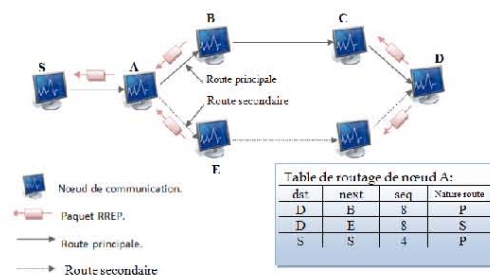 B
C
S
A
D
Route principale
Route secondaire
E
Nœud de communication.
Paquet RREP.
Route principale.
Route secondaire
Table de routage de nœud A:
dst next seq Nature route
D B 8 P
D E 8 S
S S 4 P